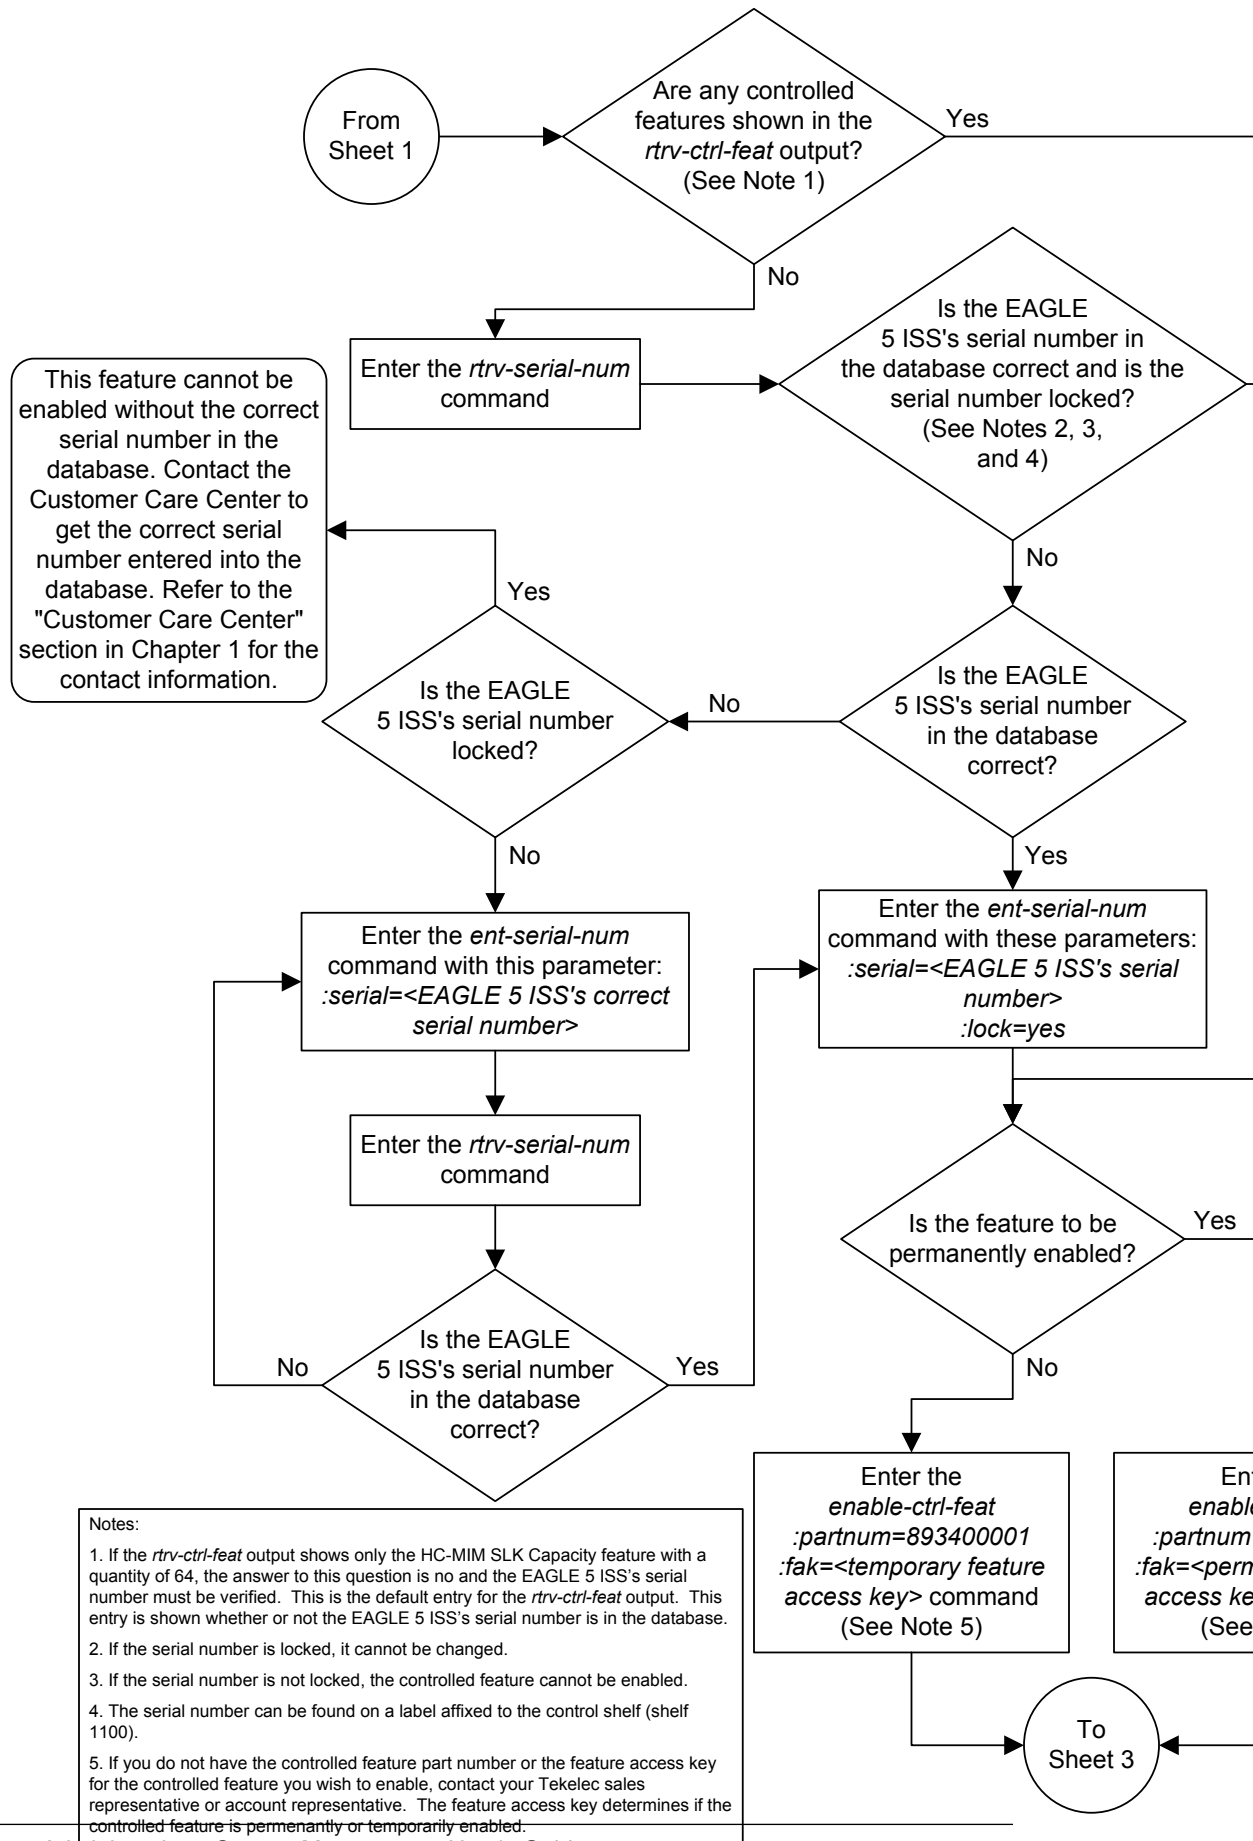 From
Sheet 1
Are any controlled
features shown in the
rtrv-ctrl-feat output?
(See Note 1)
Yes
No
Enter the rtrv-serial-num
command
Is the EAGLE
5 ISS's serial number in
the database correct and is the
serial number locked?
(See Notes 2, 3,
and 4)
No
This feature cannot be
enabled without the correct
serial number in the
database. Contact the
Customer Care Center to
get the correct serial
number entered into the
database. Refer to the
"Customer Care Center"
section in Chapter 1 for the
contact information.
Yes
Is the EAGLE
5 ISS's serial number
locked?
No
Is the EAGLE
5 ISS's serial number
in the database
correct?
No
Yes
Enter the ent-serial-num
command with this parameter:
:serial=<EAGLE 5 ISS's correct
serial number>
Enter the ent-serial-num
command with these parameters:
:serial=<EAGLE 5 ISS's serial
number>
:lock=yes
Enter the rtrv-serial-num
command
Is the feature to be
permanently enabled?
Yes
No
Is the EAGLE
5 ISS's serial number
in the database
correct?
No
Yes
Enter the
enable-ctrl-feat
:partnum=893400001
:fak=<temporary feature
access key> command
(See Note 5)
:partnum
(See
To
Sheet 3
Notes:
1. If the rtrv-ctrl-feat output shows only the HC-MIM SLK Capacity feature with a
quantity of 64, the answer to this question is no and the EAGLE 5 ISS's serial
number must be verified. This is the default entry for the rtrv-ctrl-feat output. This
entry is shown whether or not the EAGLE 5 ISS's serial number is in the database.
2. If the serial number is locked, it cannot be changed.
3. If the serial number is not locked, the controlled feature cannot be enabled.
4. The serial number can be found on a label affixed to the control shelf (shelf
1100).
5. If you do not have the controlled feature part number or the feature access key
for the controlled feature you wish to enable, contact your Tekelec sales
representative or account representative. The feature access key determines if the
controlled feature is permenantly or temporarily enabled.